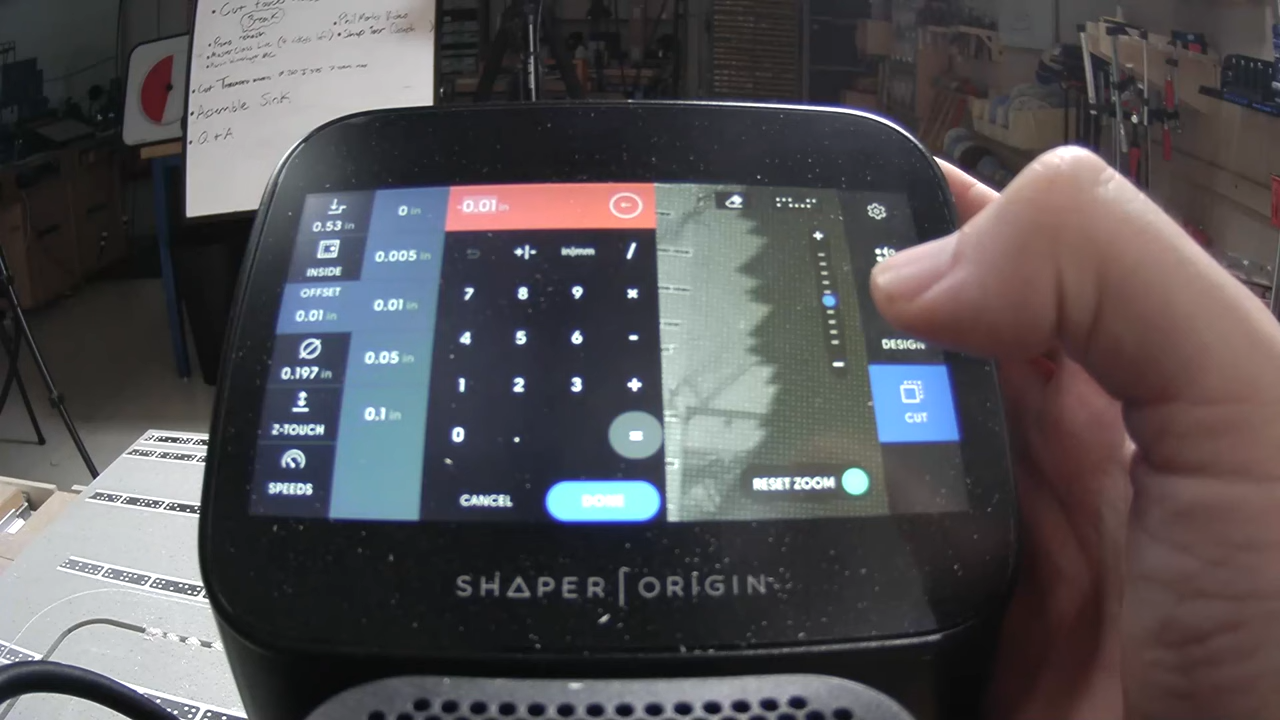 • Cut
Break
• Assemble Sink
• Q + A
0.53 in
INSIDE
OFFSET
0.01 in
0.197 in
Z-TOUCH
SPEEDS
0 in
0.005 in
0.01 in
0.05 in
0.1 in
-0.01 in
+|- in|mm /
7 8 9 ×
4 5 6 -
1 2 3 +
0 . =
CANCEL DONE
+
-
RESET ZOOM
DESIGN
CUT
SHAPER ORIGIN